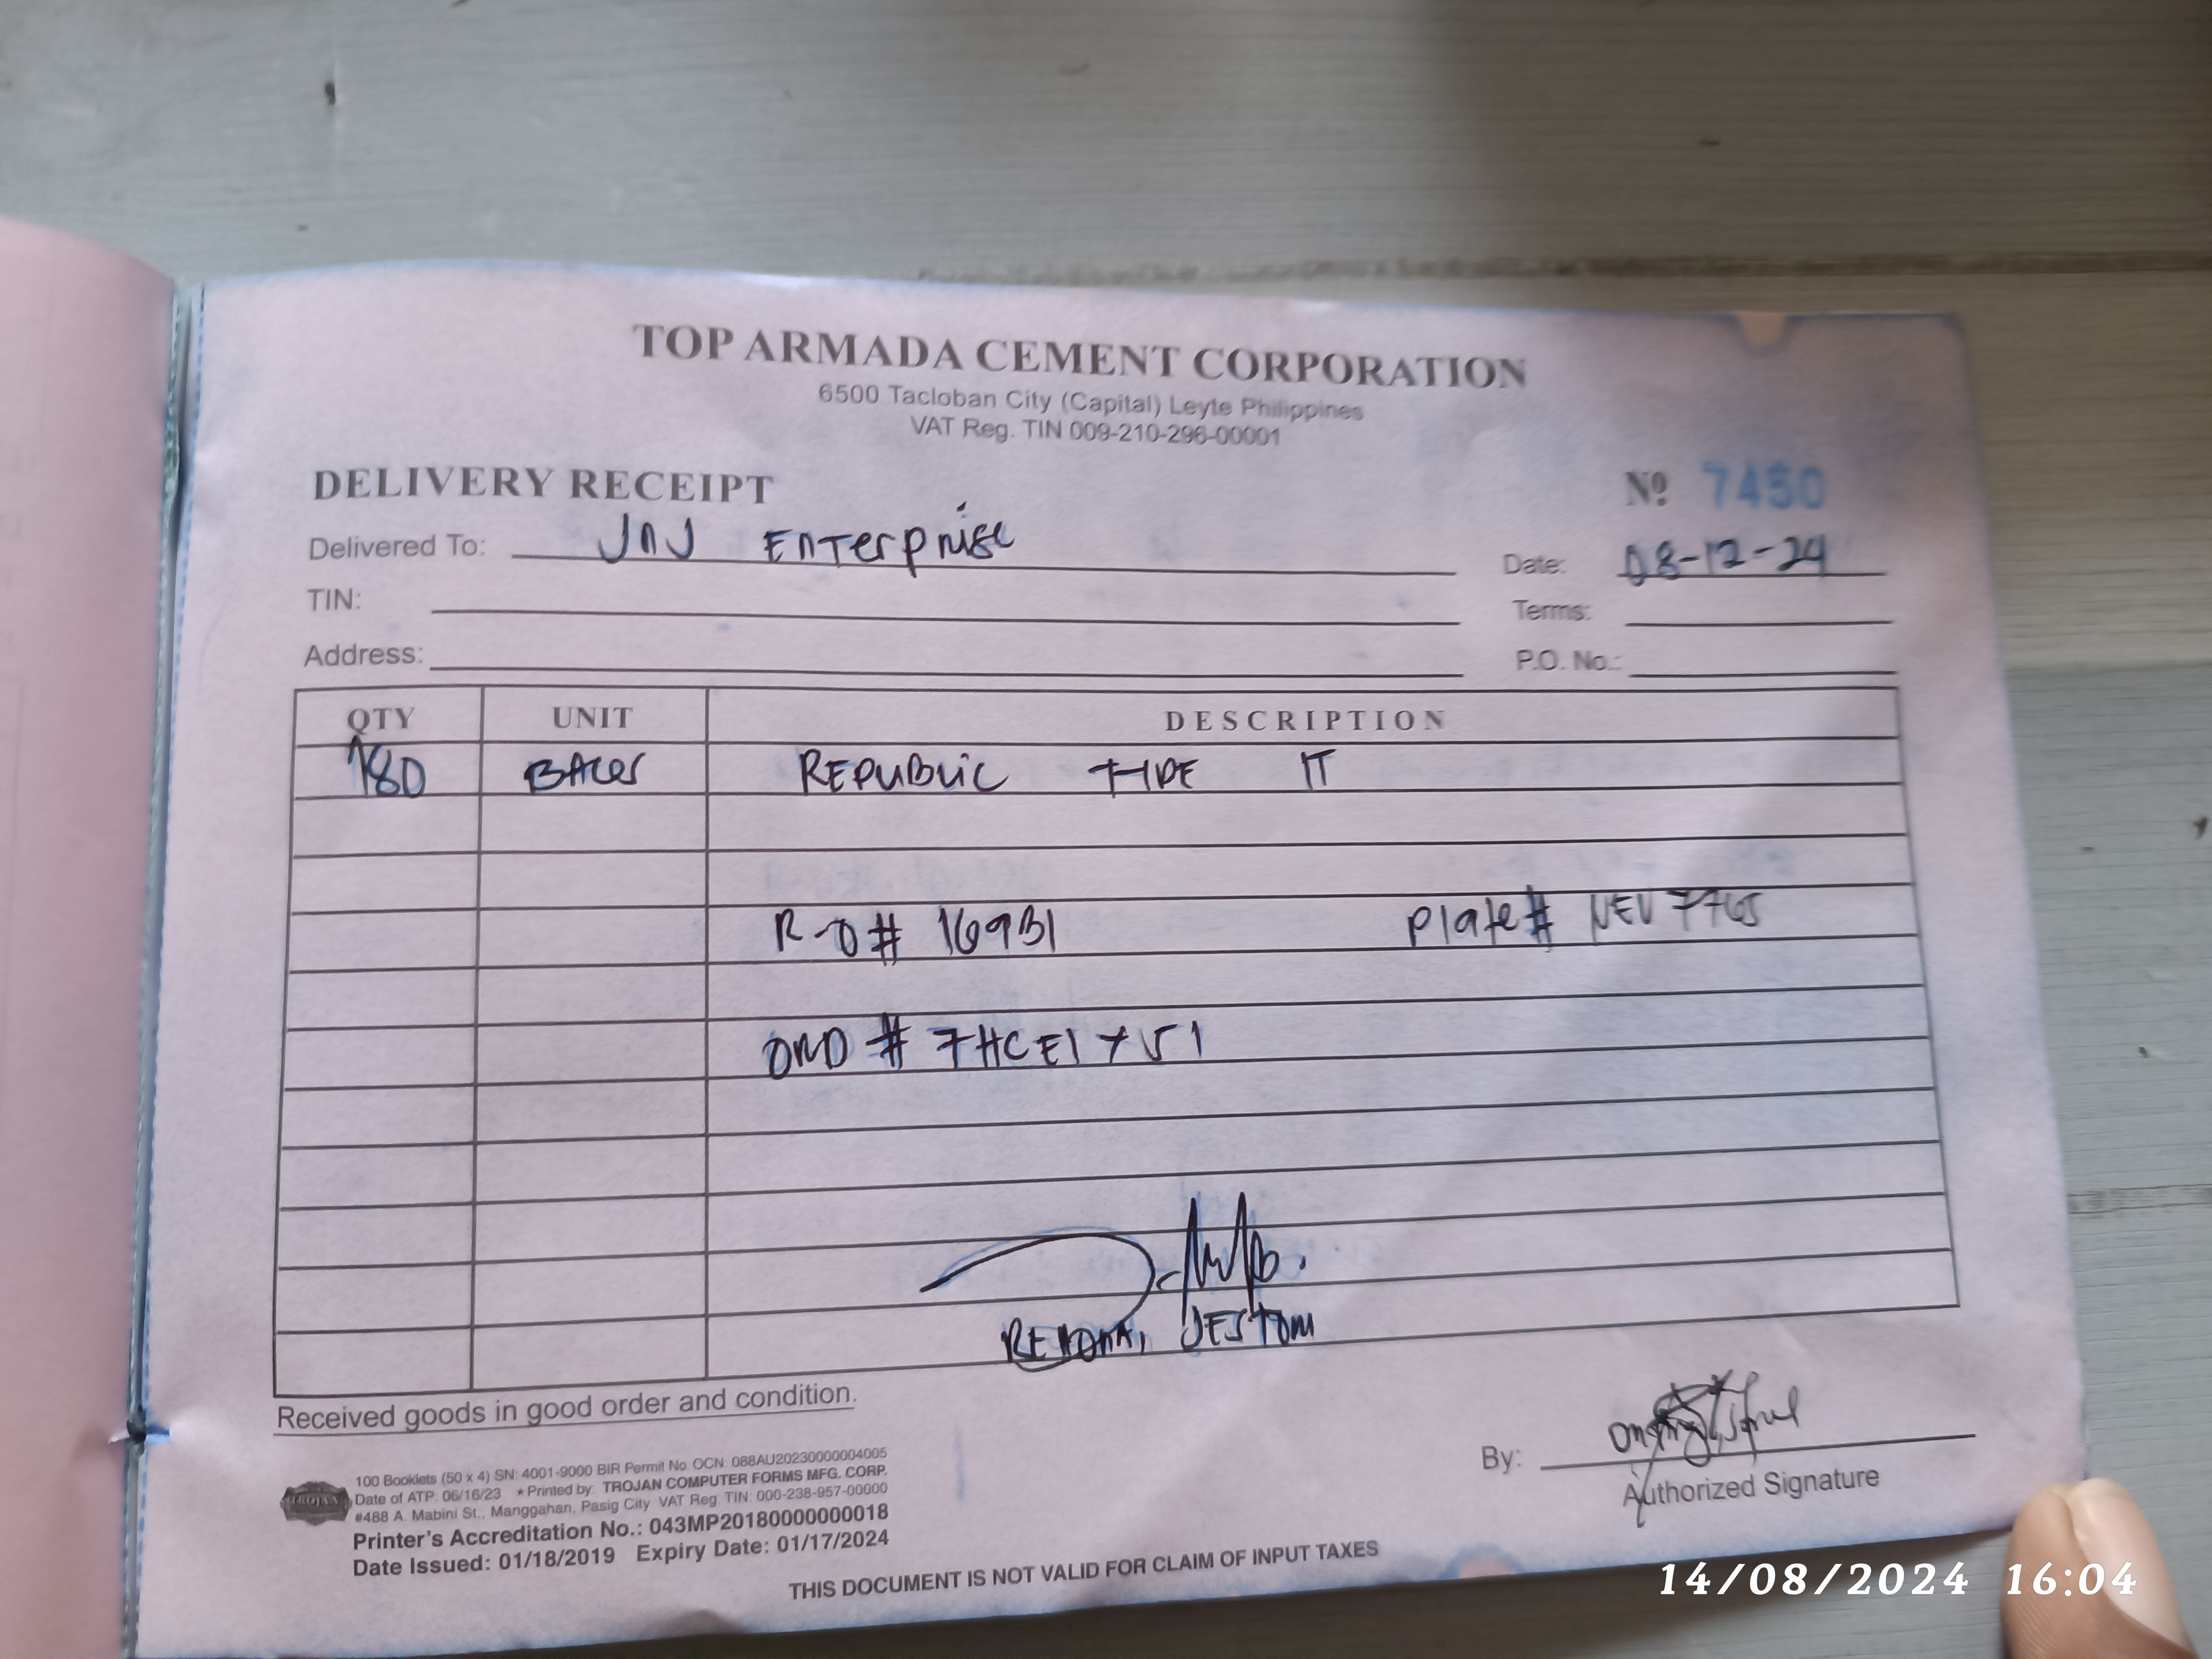 TOP ARMADA CEMENT CORPORATION
6500 Tacloban City (Capital) Leyte Philippines
VAT Reg. TIN 009-210-296-00001
DELIVERY RECEIPT
Nº 7450
Delivered To: JNJ Enterprise
Date: 08-12-24
TIN:
Terms:
Address:
P.O. No.:
QTY UNIT DESCRIPTION
780 BAGS REPUBLIC TYPE IT
R-O# 16931 Plate# NEV 7765
# 7HCE1751
JESTOM
Received goods in good order and condition.
By:
Authorized Signature
TROJAN
100 Booklets (50 x 4) SN: 4001-9000 BIR Permit No. OCN: 088AU20230000004005
Date of ATP: 06/16/23 ★Printed by: TROJAN COMPUTER FORMS MFG. CORP.
#488 A. Mabini St., Manggahan, Pasig City VAT Reg. TIN: 000-238-957-00000
Printer's Accreditation No.: 043MP20180000000018
Date Issued: 01/18/2019 Expiry Date: 01/17/2024
THIS DOCUMENT IS NOT VALID FOR CLAIM OF INPUT TAXES
14/08/2024 16:04